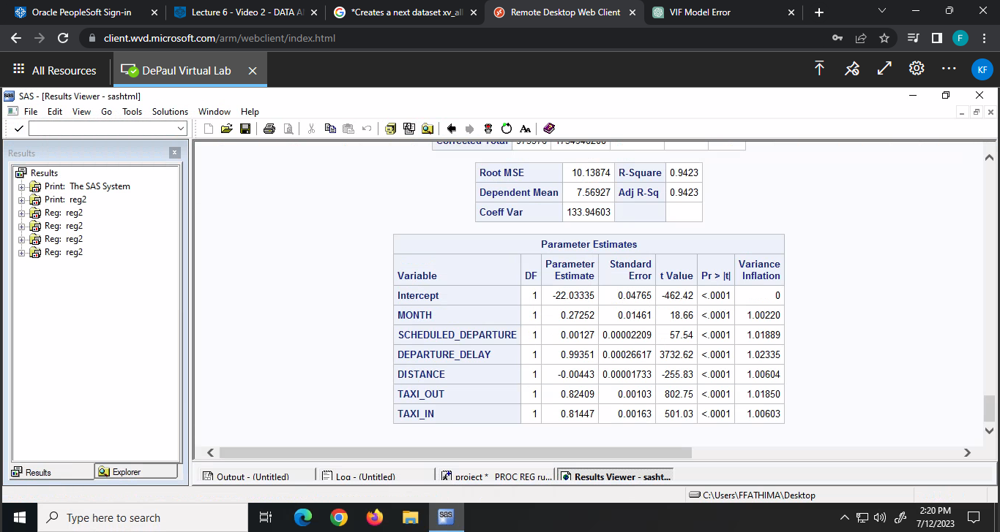 Oracle PeopleSoft Sign-in
Lecture 6 - Video 2 - DATA A
*Creates a next dataset xv_all
Remote Desktop Web Client
VIF Model Error
client.wvd.microsoft.com/arm/webclient/index.html
F
All Resources
DePaul Virtual Lab
KF
SAS - [Results Viewer - sashtml]
File Edit View Go Tools Solutions Window Help
Results
Results
Print: The SAS System
Print: reg2
Reg: reg2
Reg: reg2
Reg: reg2
Reg: reg2
Corrected Total
Root MSE 10.13874 R-Square 0.9423
Dependent Mean 7.56927 Adj R-Sq 0.9423
Coeff Var 133.94603
Parameter Estimates
Variable DF Parameter Estimate Standard Error t Value Pr > |t| Variance Inflation
Intercept 1 -22.03335 0.04765 -462.42 <.0001 0
MONTH 1 0.27252 0.01461 18.66 <.0001 1.00220
SCHEDULED_DEPARTURE 1 0.00127 0.00002209 57.54 <.0001 1.01889
DEPARTURE_DELAY 1 0.99351 0.00026617 3732.62 <.0001 1.02335
DISTANCE 1 -0.00443 0.00001733 -255.83 <.0001 1.00604
TAXI_OUT 1 0.82409 0.00103 802.75 <.0001 1.01850
TAXI_IN 1 0.81447 0.00163 501.03 <.0001 1.00603
Results Explorer
Output - (Untitled) Log - (Untitled) project * PROC REG ru... Results Viewer - sasht...
C:\Users\FFATHIMA\Desktop
Type here to search
2:20 PM
7/12/2023